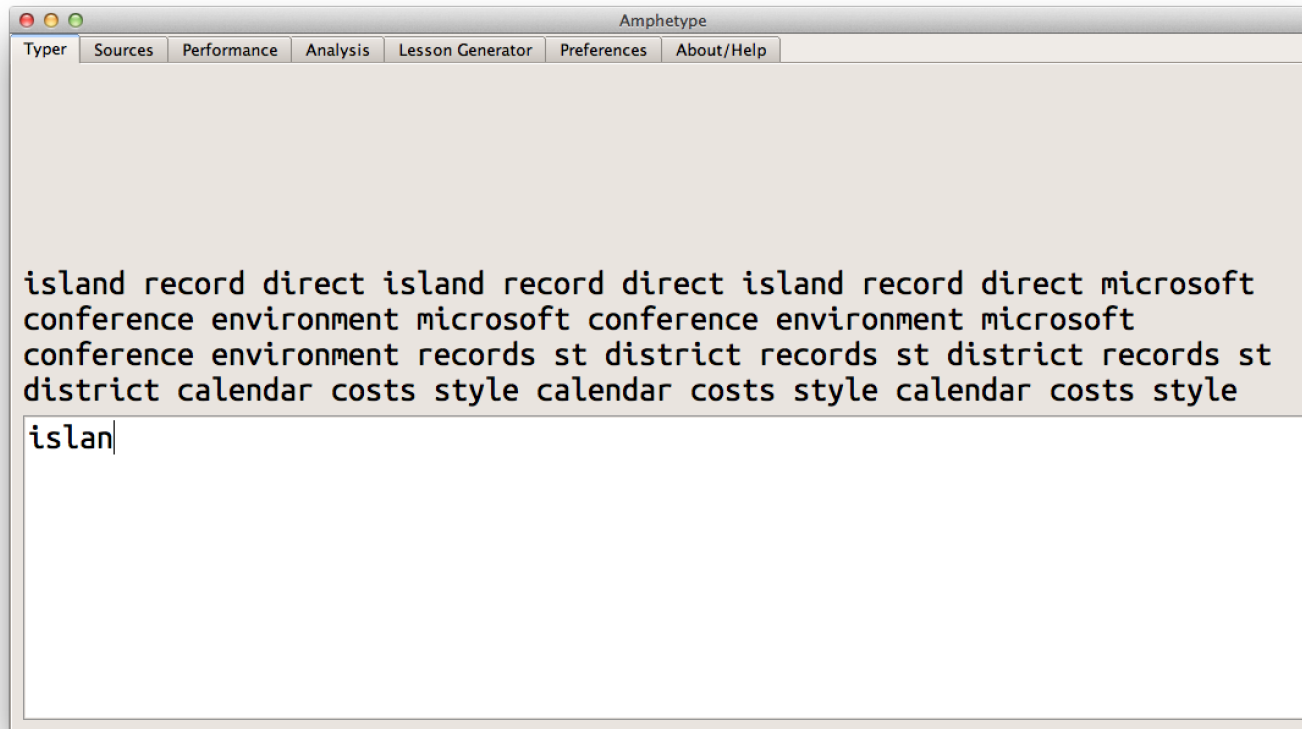 Amphetype
Typer Sources Performance Analysis Lesson Generator Preferences About/Help
island record direct island record direct island record direct microsoft
conference environment microsoft conference environment microsoft
conference environment records st district records st district records st
district calendar costs style calendar costs style calendar costs style
islan